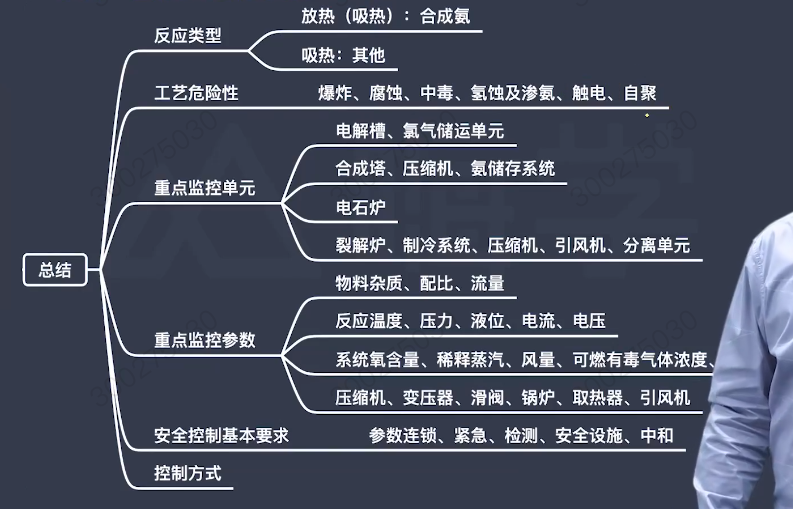 总结
反应类型
放热（吸热）：合成氨
吸热：其他
工艺危险性
爆炸、腐蚀、中毒、氢蚀及渗氨、触电、自聚
重点监控单元
电解槽、氯气储运单元
合成塔、压缩机、氨储存系统
电石炉
裂解炉、制冷系统、压缩机、引风机、分离单元
重点监控参数
物料杂质、配比、流量
反应温度、压力、液位、电流、电压
系统氧含量、稀释蒸汽、风量、可燃有毒气体浓度、
压缩机、变压器、滑阀、锅炉、取热器、引风机
安全控制基本要求
参数连锁、紧急、检测、安全设施、中和
控制方式
300275030
300275030
300275030
300275030